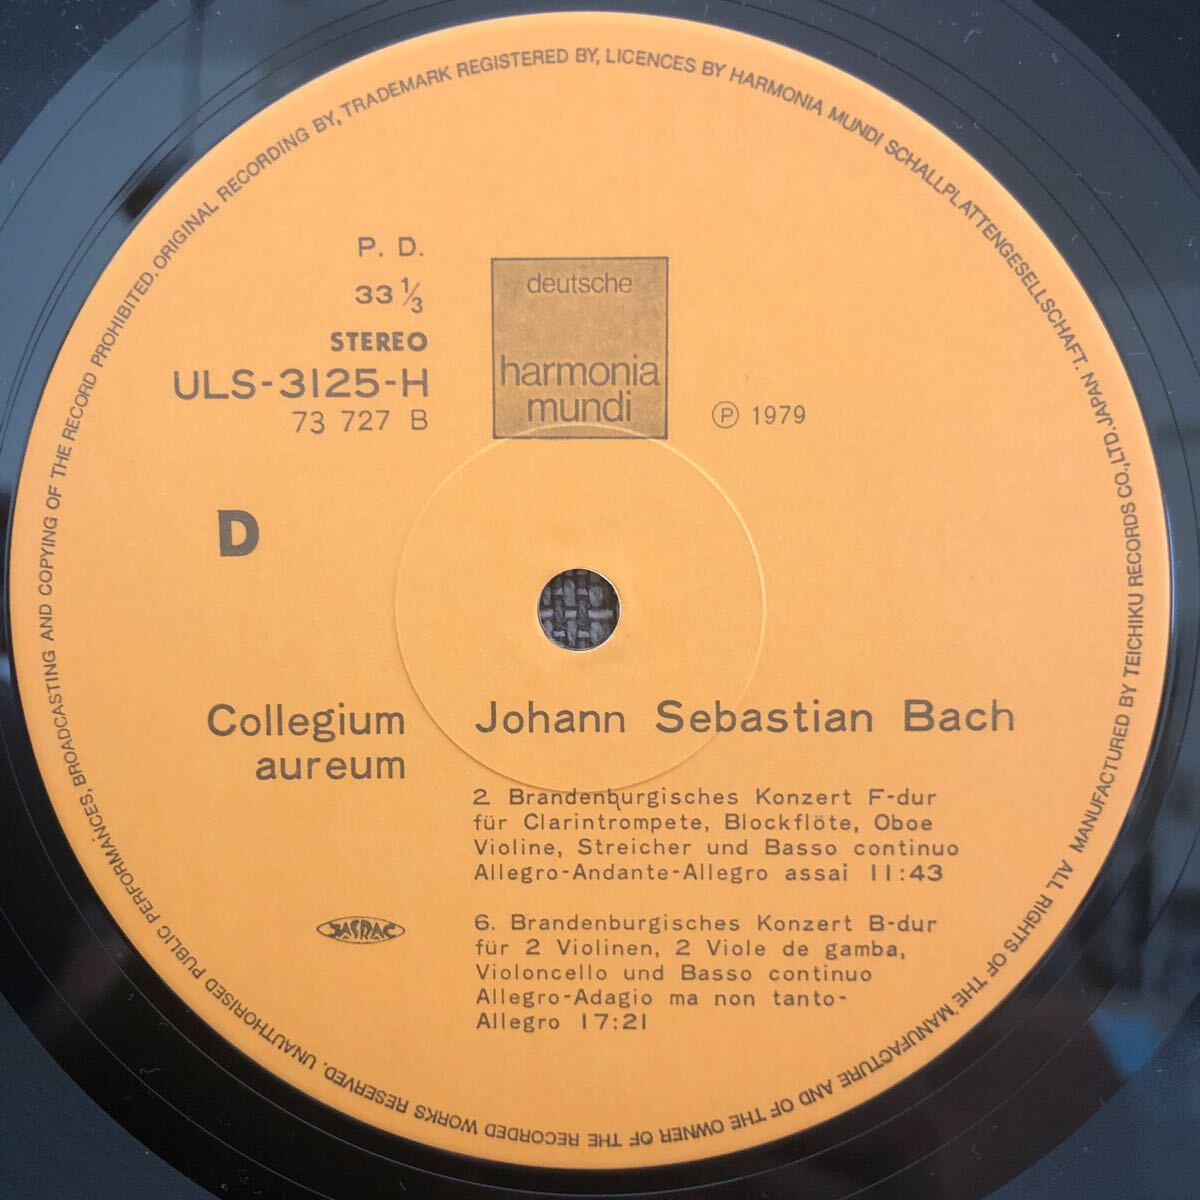 ORIGINAL RECORDING BY, TRADEMARK REGISTERED BY, LICENCES BY HARMONIA MUNDI SCHALLPLATTENGESELLSCHAFT. MANUFACTURED BY TEICHIKU RECORDS CO., LTD. JAPAN ALL RIGHTS OF THE MANUFACTURE AND OF THE OWNER OF THE RECORDED WORKS RESERVED. UNAUTHORISED PUBLIC PERFORMANCES, BROADCASTING AND COPYING OF THE RECORD PROHIBITED.
P. D.
33 1/3
STEREO
ULS-3125-H
73 727 B
deutsche
harmonia
mundi
Ⓟ 1979
D
Collegium
aureum
Johann Sebastian Bach
2. Brandenburgisches Konzert F-dur
für Clarintrompete, Blockflöte, Oboe
Violine, Streicher und Basso continuo
Allegro-Andante-Allegro assai 11:43
JASRAC
6. Brandenburgisches Konzert B-dur
für 2 Violinen, 2 Viole de gamba,
Violoncello und Basso continuo
Allegro-Adagio ma non tanto-
Allegro 17:21